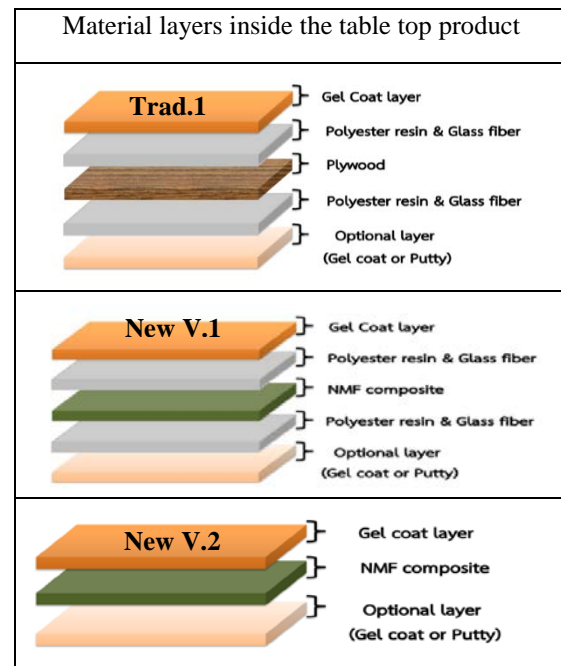 Material layers inside the table top product
Trad.1
Gel Coat layer
Polyester resin & Glass fiber
Plywood
Polyester resin & Glass fiber
Optional layer
(Gel coat or Putty)
New V.1
Gel Coat layer
Polyester resin & Glass fiber
NMF composite
Polyester resin & Glass fiber
Optional layer
(Gel coat or Putty)
New V.2
Gel coat layer
NMF composite
Optional layer
(Gel coat or Putty)